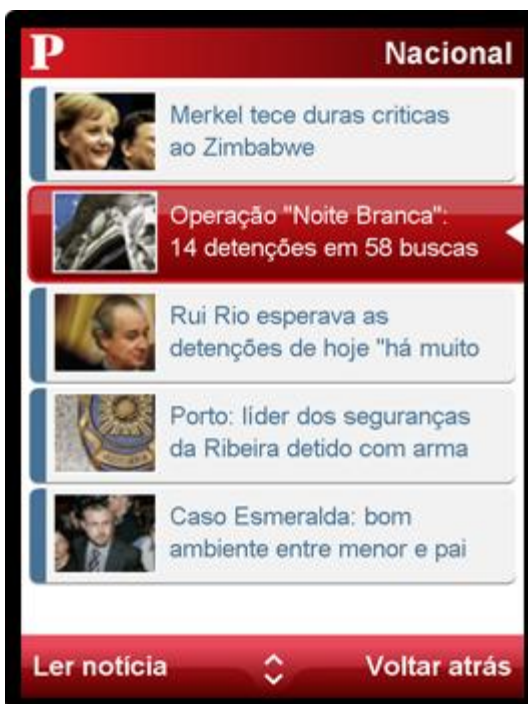 P
Nacional
Merkel tece duras criticas
ao Zimbabwe
Operação "Noite Branca":
14 detenções em 58 buscas
Rui Rio esperava as
detenções de hoje "há muito
Porto: líder dos seguranças
da Ribeira detido com arma
Caso Esmeralda: bom
ambiente entre menor e pai
Ler notícia
Voltar atrás